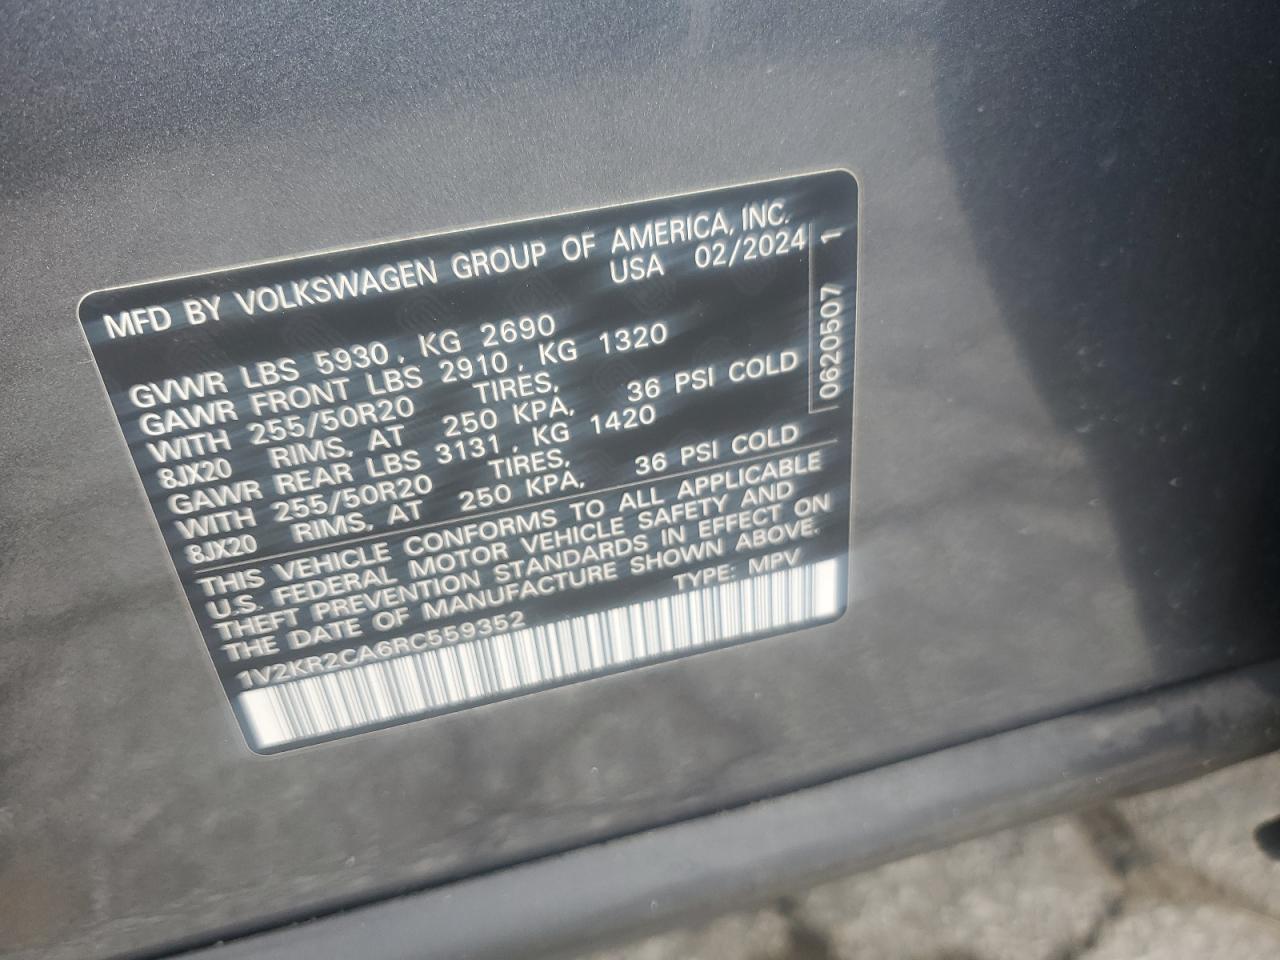 MFD BY VOLKSWAGEN GROUP OF AMERICA, INC.
USA 02/2024
GVWR LBS 5930, KG 2690
GAWR FRONT LBS 2910, KG 1320
WITH 255/50R20 TIRES,
8JX20 RIMS, AT 250 KPA, 36 PSI COLD
GAWR REAR LBS 3131, KG 1420
WITH 255/50R20 TIRES,
8JX20 RIMS, AT 250 KPA, 36 PSI COLD
THIS VEHICLE CONFORMS TO ALL APPLICABLE
U.S. FEDERAL MOTOR VEHICLE SAFETY AND
THEFT PREVENTION STANDARDS IN EFFECT ON
THE DATE OF MANUFACTURE SHOWN ABOVE.
1V2KR2CA6RC559352 TYPE: MPV
0620507 1